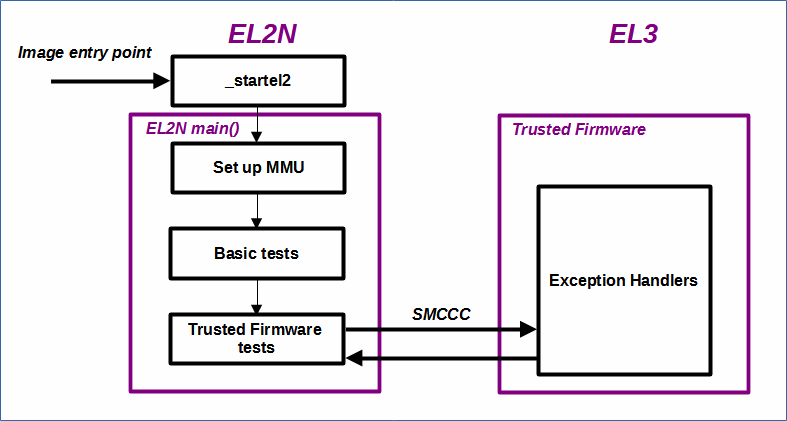 EL2N
EL3
Image entry point
_startel2
EL2N main()
Trusted Firmware
Set up MMU
Basic tests
Exception Handlers
SMCCC
Trusted Firmware
tests